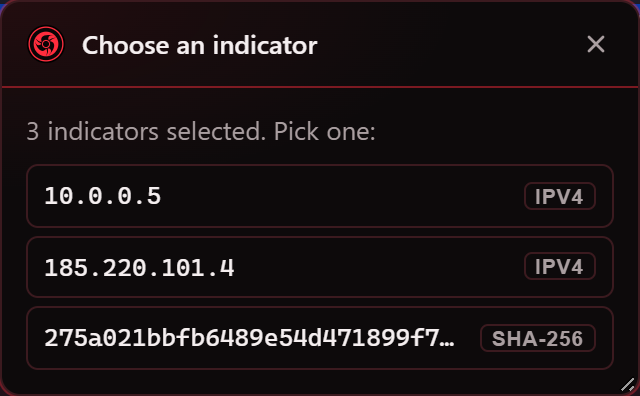 Choose an indicator
3 indicators selected. Pick one:
10.0.0.5 IPV4
185.220.101.4 IPV4
275a021bbfb6489e54d471899f7… SHA-256